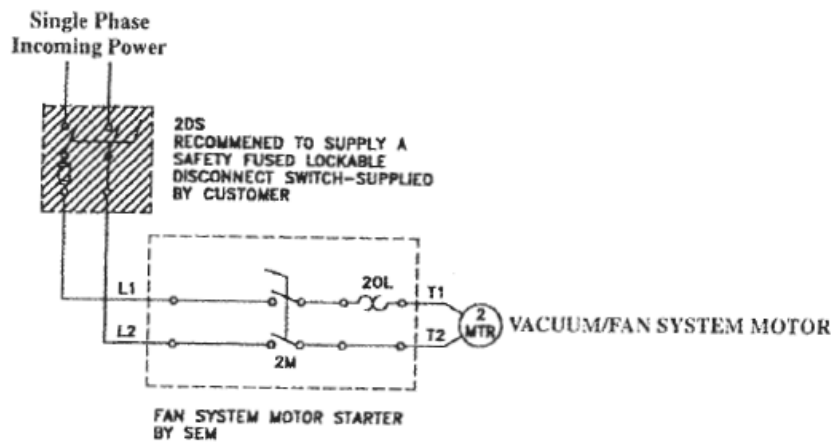 Single Phase
Incoming Power
2DS
RECOMMENED TO SUPPLY A
SAFETY FUSED LOCKABLE
DISCONNECT SWITCH-SUPPLIED
BY CUSTOMER
L1
2OL
T1
2
MTR
VACUUM/FAN SYSTEM MOTOR
L2
T2
2M
FAN SYSTEM MOTOR STARTER
BY SEM